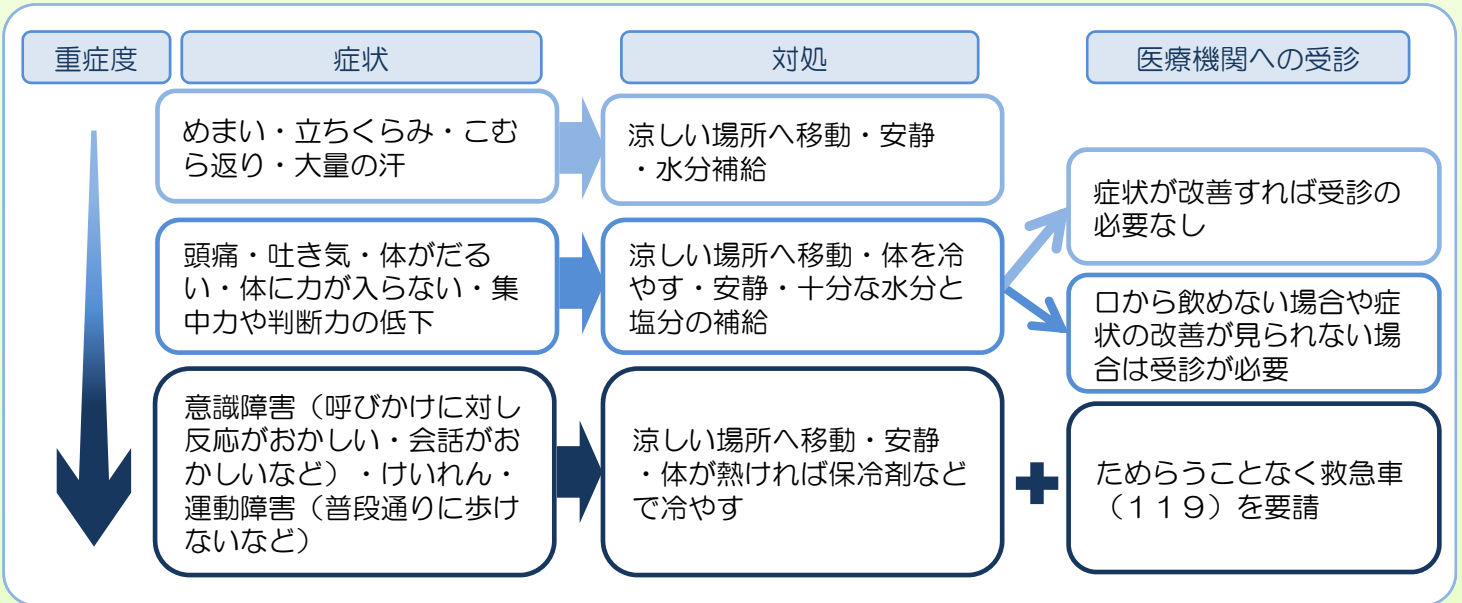 重症度
症状
対処
医療機関への受診
めまい・立ちくらみ・こむ
ら返り・大量の汗
涼しい場所へ移動・安静
・水分補給
頭痛・吐き気・体がだる
い・体に力が入らない・集
中力や判断力の低下
涼しい場所へ移動・体を冷
やす・安静・十分な水分と
塩分の補給
症状が改善すれば受診の
必要なし
口から飲めない場合や症
状の改善が見られない場
合は受診が必要
意識障害（呼びかけに対し
反応がおかしい・会話がお
かしいなど）・けいれん・
運動障害（普段通りに歩け
ないなど）
涼しい場所へ移動・安静
・体が熱ければ保冷剤など
で冷やす
ためらうことなく救急車
（１１９）を要請